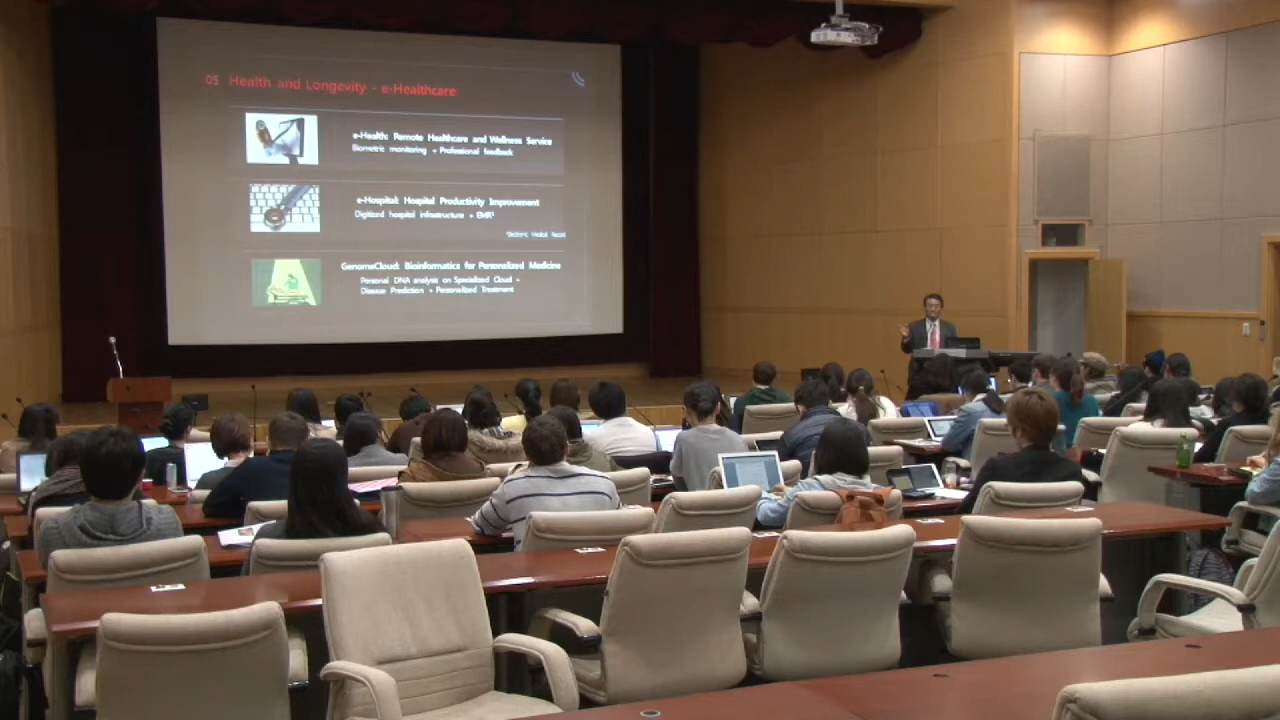 05 Health and Longevity - e-Healthcare
e-Health: Remote Healthcare and Wellness Service
Biometric monitoring + Professional feedback
e-Hospital: Hospital Productivity Improvement
Digitized hospital infrastructure + EMR*
*Electronic Medical Record
GenomeCloud: Bioinformatics for Personalized Medicine
Personal DNA analysis on Specialized Cloud +
Disease Prediction + Personalized Treatment